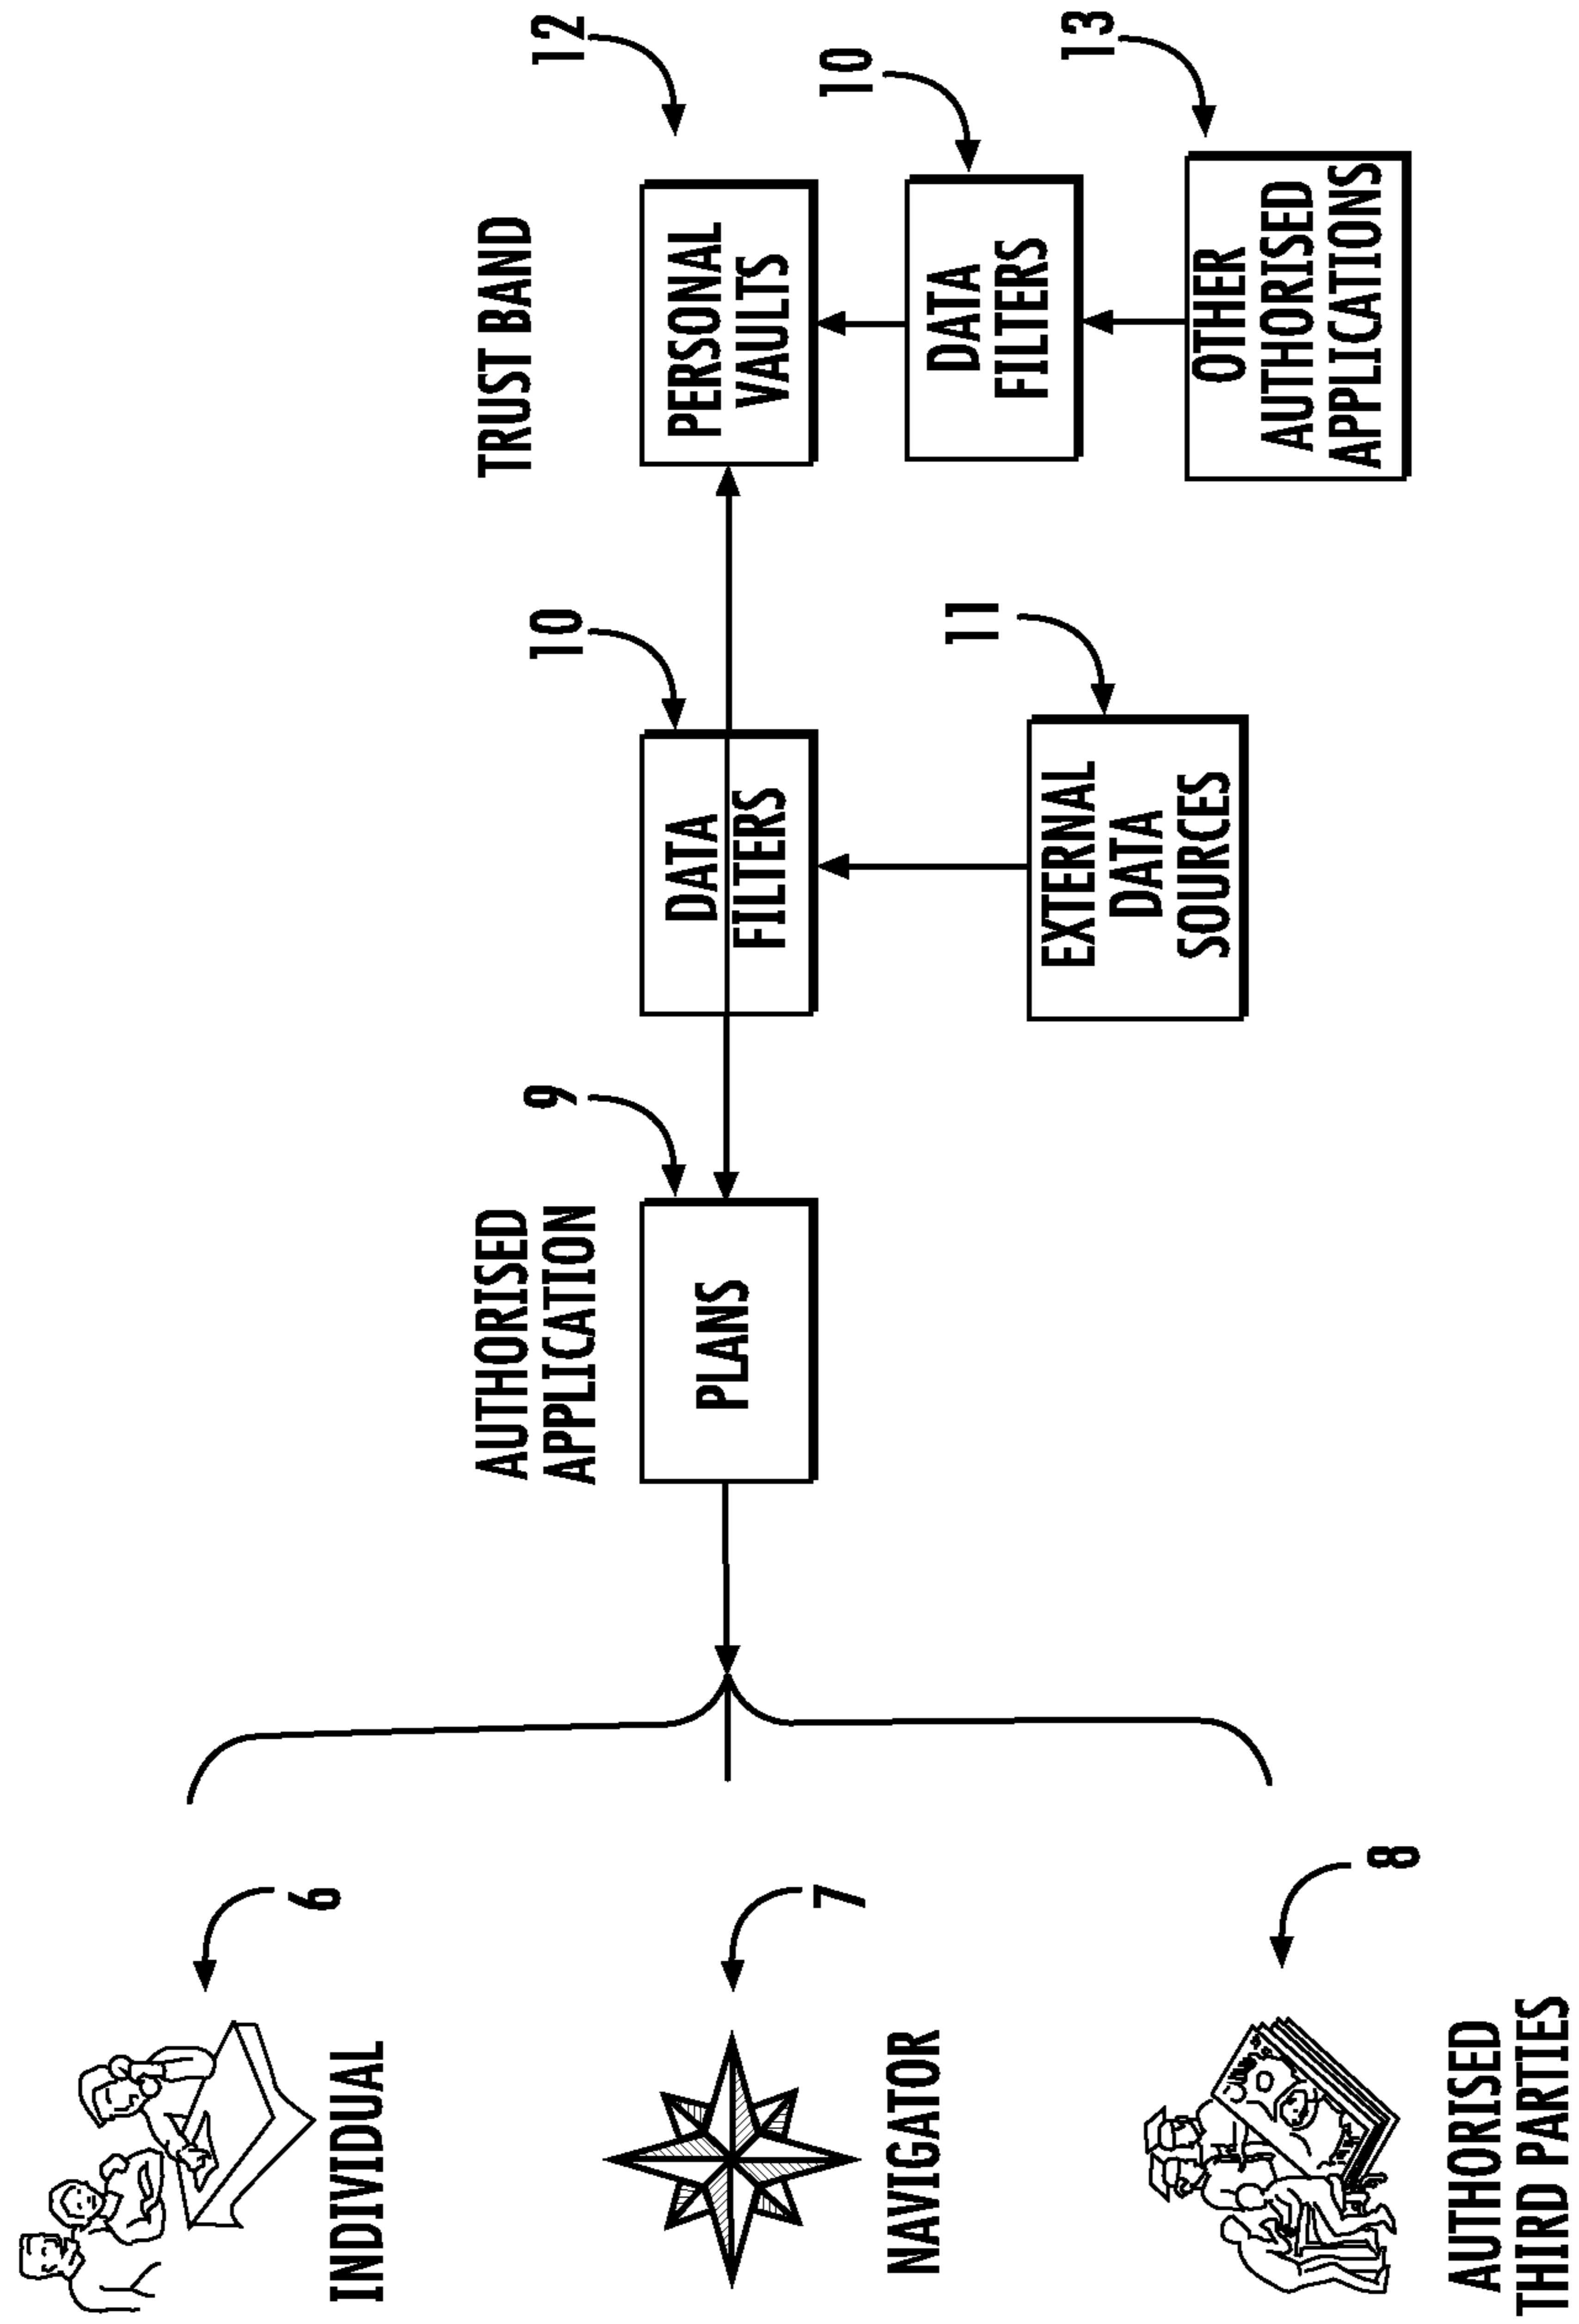 6
INDIVIDUAL
7
NAVIGATOR
8
AUTHORISED
THIRD PARTIES
AUTHORISED
APPLICATION
9
PLANS
10
DATA
FILTERS
11
EXTERNAL
DATA
SOURCES
TRUST BAND
12
PERSONAL
VAULTS
10
DATA
FILTERS
13
OTHER
AUTHORISED
APPLICATIONS